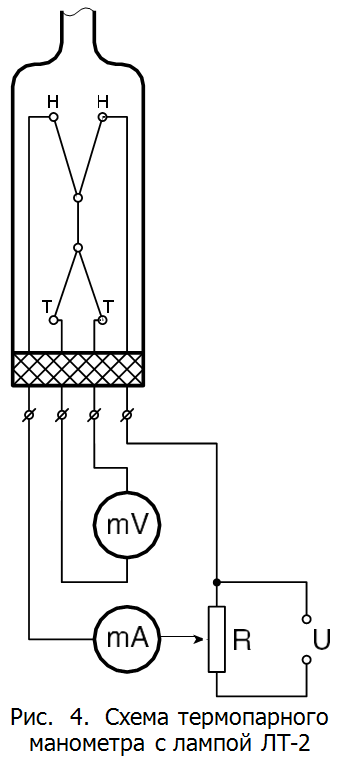 Н Н
Т Т
mV
mA
R
U
Рис. 4. Схема термопарного
манометра с лампой ЛТ-2